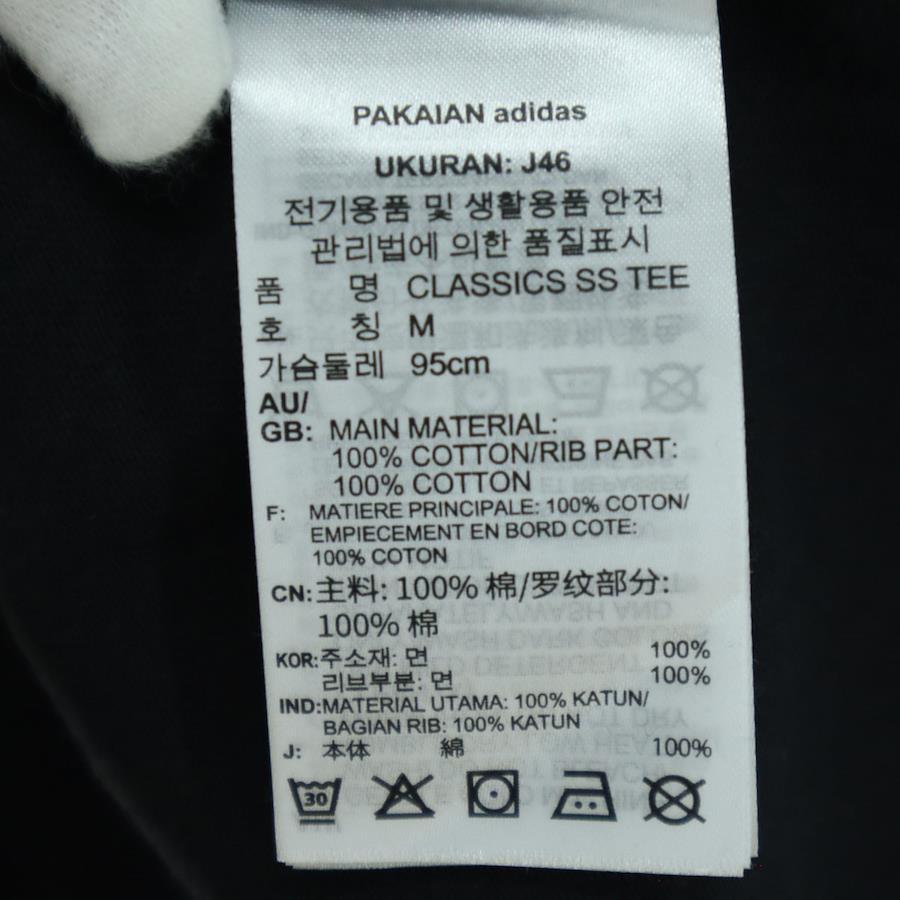 PAKAIAN adidas
UKURAN: J46
전기용품 및 생활용품 안전
관리법에 의한 품질표시
품 명 CLASSICS SS TEE
호 칭 M
가슴둘레 95cm
AU/
GB: MAIN MATERIAL:
100% COTTON/RIB PART:
100% COTTON
F: MATIERE PRINCIPALE: 100% COTON/
EMPIECEMENT EN BORD COTE:
100% COTON
CN: 主料: 100% 棉/罗纹部分:
100% 棉
KOR: 주소재: 면 100%
리브부분: 면 100%
IND: MATERIAL UTAMA: 100% KATUN/
BAGIAN RIB: 100% KATUN
J: 本体 綿 100%
30